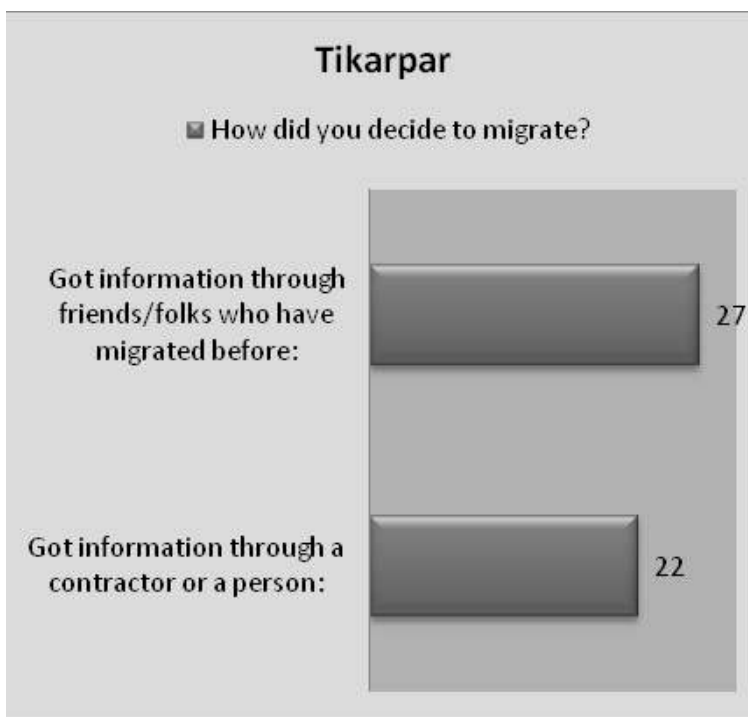 Tikarpar
How did you decide to migrate?
Got information through
friends/folks who have
migrated before:
27
Got information through a
contractor or a person:
22